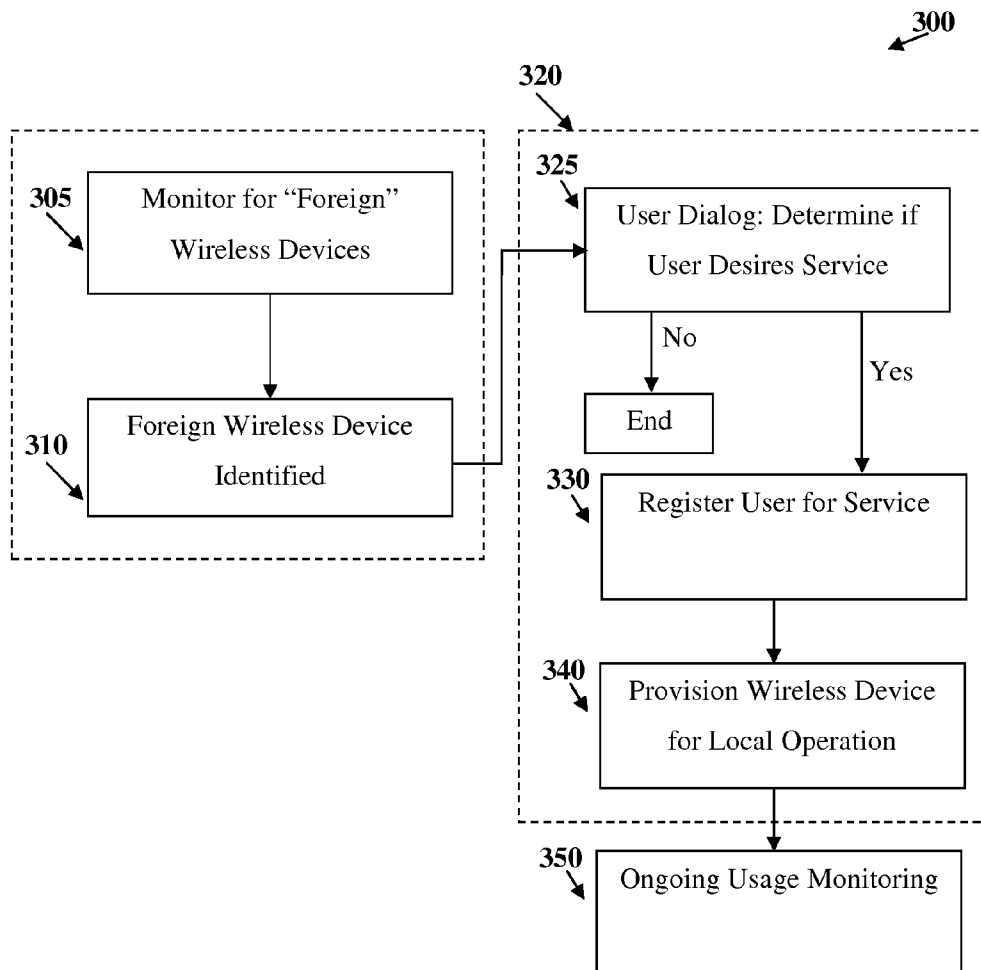 300
320
305
Monitor for “Foreign”
Wireless Devices
310
Foreign Wireless Device
Identified
325
User Dialog: Determine if
User Desires Service
No
Yes
End
330
Register User for Service
340
Provision Wireless Device
for Local Operation
350
Ongoing Usage Monitoring